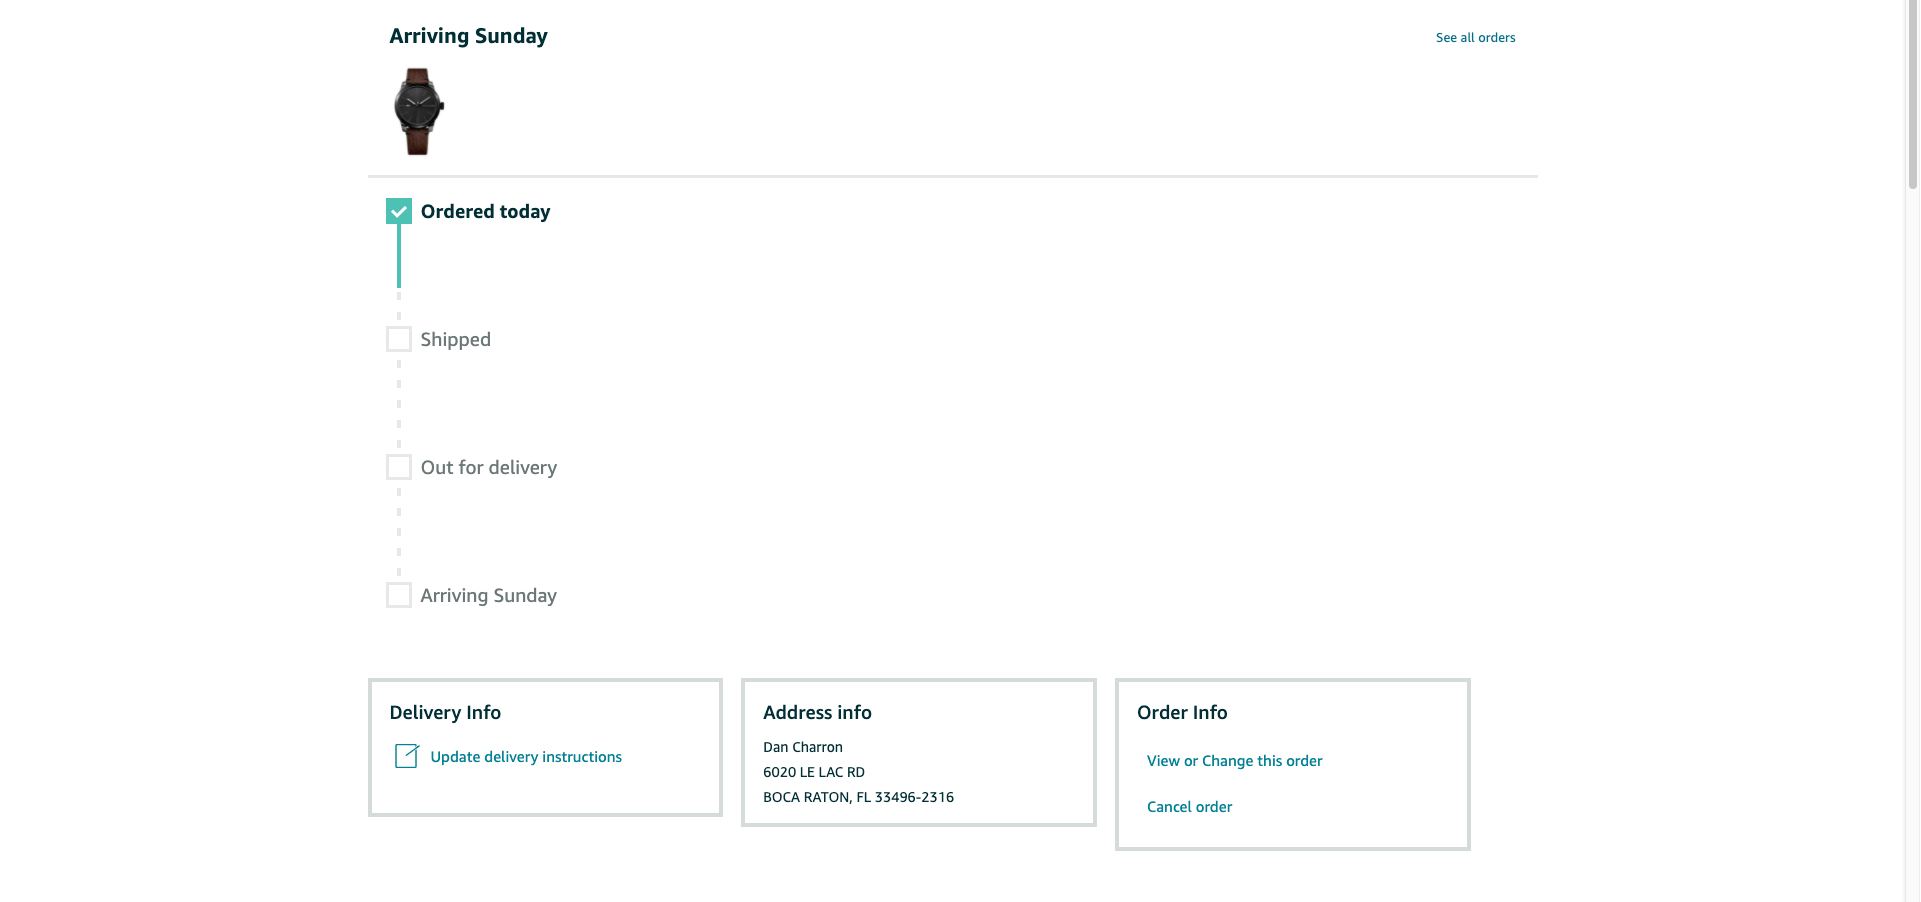 Arriving Sunday
See all orders
Ordered today
Shipped
Out for delivery
Arriving Sunday
Delivery Info
Update delivery instructions
Address info
Dan Charron
6020 LE LAC RD
BOCA RATON, FL 33496-2316
Order Info
View or Change this order
Cancel order